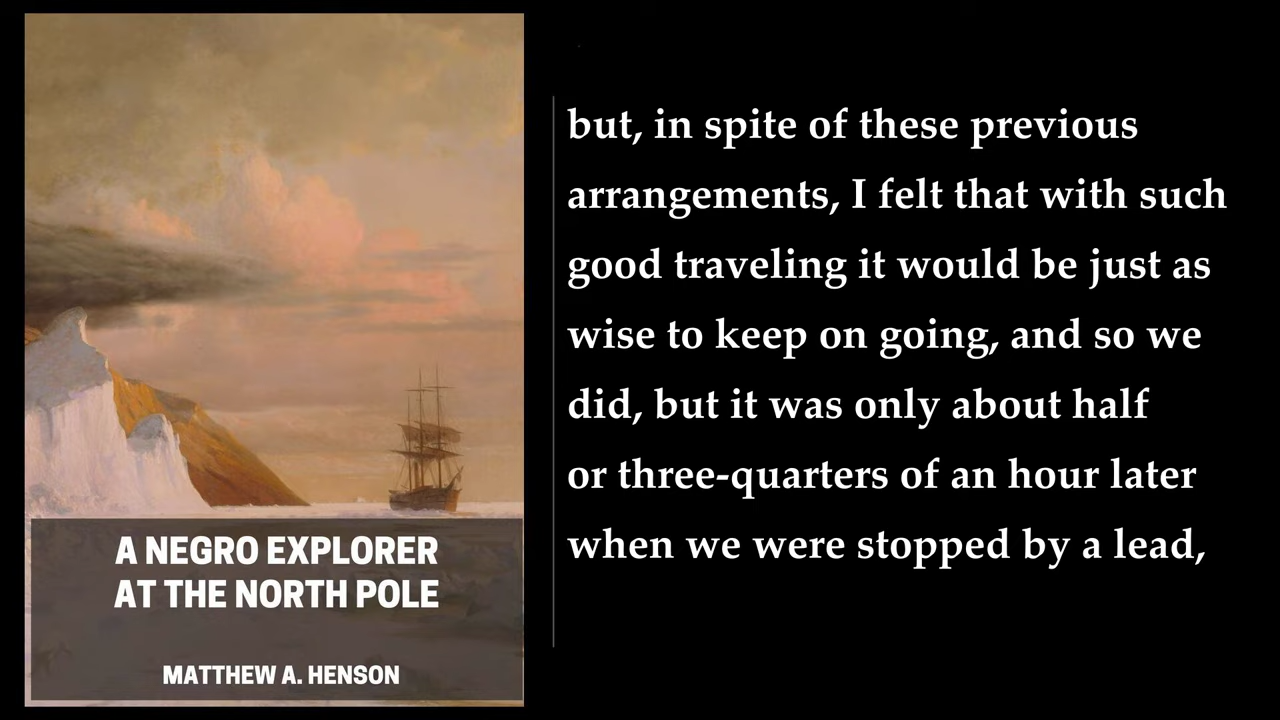 A NEGRO EXPLORER
AT THE NORTH POLE
MATTHEW A. HENSON
but, in spite of these previous
arrangements, I felt that with such
good traveling it would be just as
wise to keep on going, and so we
did, but it was only about half
or three-quarters of an hour later
when we were stopped by a lead,